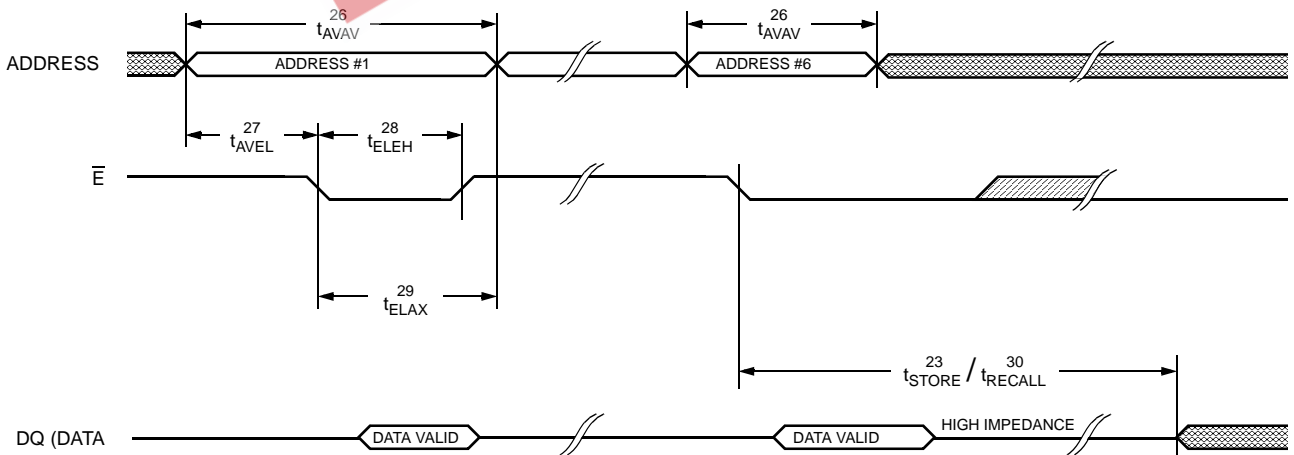 26 26
tAVAV tAVAV
ADDRESS ADDRESS #1 ADDRESS #6
27 28
tAVEL tELEH
E
29
tELAX
23 30
tSTORE / tRECALL
HIGH IMPEDANCE
DQ (DATA DATA VALID DATA VALID